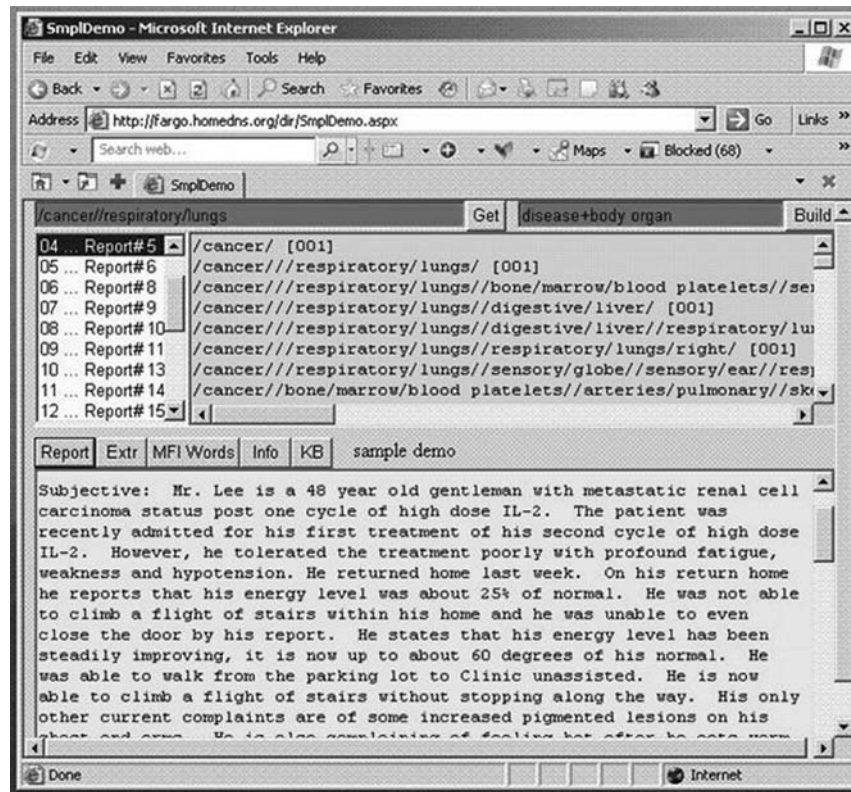 SmplDemo - Microsoft Internet Explorer
File Edit View Favorites Tools Help
Back Search Favorites
Address http://fargo.homedns.org/dir/SmplDemo.aspx Go Links »
Search web... Maps Blocked (68) »
SmplDemo
/cancer//respiratory/lungs Get disease+body organ Build
04 ... Report# 5 /cancer/ [001]
05 ... Report# 6 /cancer///respiratory/lungs/ [001]
06 ... Report# 8 /cancer///respiratory/lungs//bone/marrow/blood platelets//se
07 ... Report# 9 /cancer///respiratory/lungs//digestive/liver/ [001]
08 ... Report# 10 /cancer///respiratory/lungs//digestive/liver//respiratory/lu
09 ... Report# 11 /cancer///respiratory/lungs//respiratory/lungs/right/ [001]
10 ... Report# 13 /cancer///respiratory/lungs//sensory/globe//sensory/ear//res
11 ... Report# 14 /cancer//bone/marrow/blood platelets//arteries/pulmonary//sk
12 ... Report# 15
Report Extr MFI Words Info KB sample demo
Subjective: Mr. Lee is a 48 year old gentleman with metastatic renal cell
carcinoma status post one cycle of high dose IL-2. The patient was
recently admitted for his first treatment of his second cycle of high dose
IL-2. However, he tolerated the treatment poorly with profound fatigue,
weakness and hypotension. He returned home last week. On his return home
he reports that his energy level was about 25% of normal. He was not able
to climb a flight of stairs within his home and he was unable to even
close the door by his report. He states that his energy level has been
steadily improving, it is now up to about 60 degrees of his normal. He
was able to walk from the parking lot to Clinic unassisted. He is now
able to climb a flight of stairs without stopping along the way. His only
other current complaints are of some increased pigmented lesions on his
Done Internet